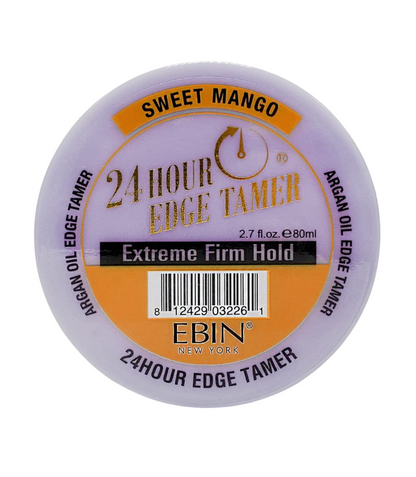 SWEET MANGO
24 HOUR
EDGE TAMER®
2.7 fl.oz.℮80ml
Extreme Firm Hold
ARGAN OIL EDGE TAMER
ARGAN OIL EDGE TAMER
8 12429 03226 1
EBIN®
NEW YORK
24HOUR EDGE TAMER